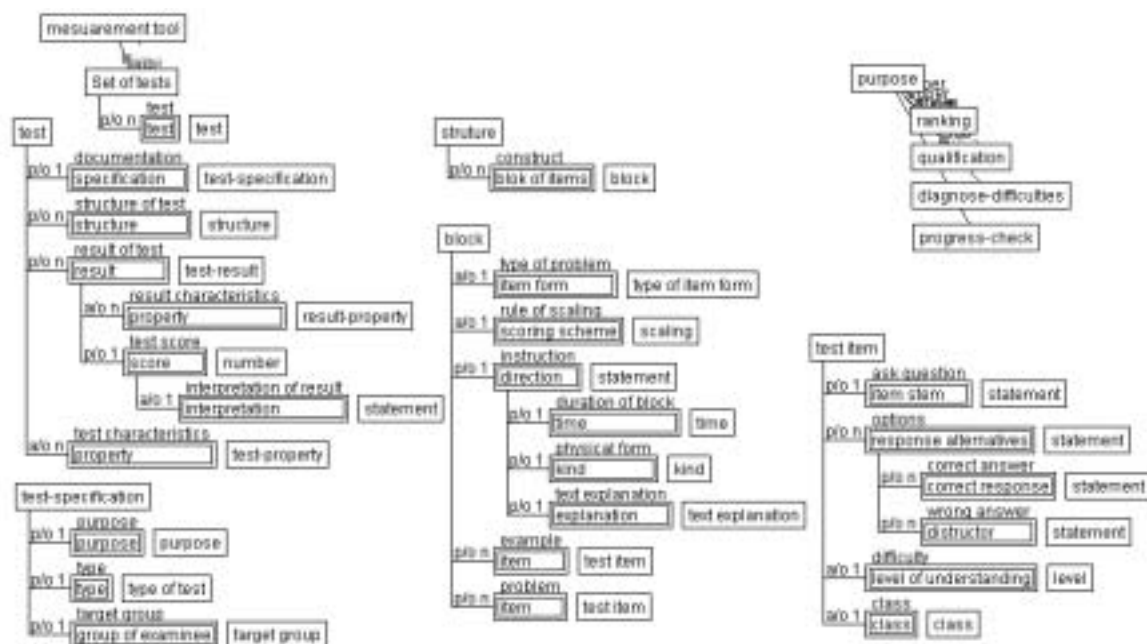 mesuarement tool
Set of tests
p/o n test
test test
test
p/o 1 documentation
specification test-specification
p/o n structure of test
structure structure
p/o n result of test
result test-result
a/o n result characteristics
property result-property
p/o 1 test score
score number
a/o 1 interpretation of result
interpretation statement
a/o n test characteristics
property test-property
test-specification
p/o 1 purpose
purpose purpose
p/o 1 type
type type of test
p/o 1 target group
group of examinee target group
struture
p/o n construct
blok of items block
block
a/o 1 type of problem
item form type of item form
a/o 1 rule of scaling
scoring scheme scaling
p/o 1 instruction
direction statement
p/o 1 duration of block
time time
p/o 1 physical form
kind kind
p/o 1 text explanation
explanation text explanation
p/o n example
item test item
p/o n problem
item test item
purpose
ranking
qualification
diagnose-difficulties
progress-check
test item
p/o 1 ask question
item stem statement
p/o n options
response alternatives statement
p/o n correct answer
correct response statement
p/o n wrong answer
distructor statement
a/o 1 difficulty
level of understanding level
a/o 1 class
class class